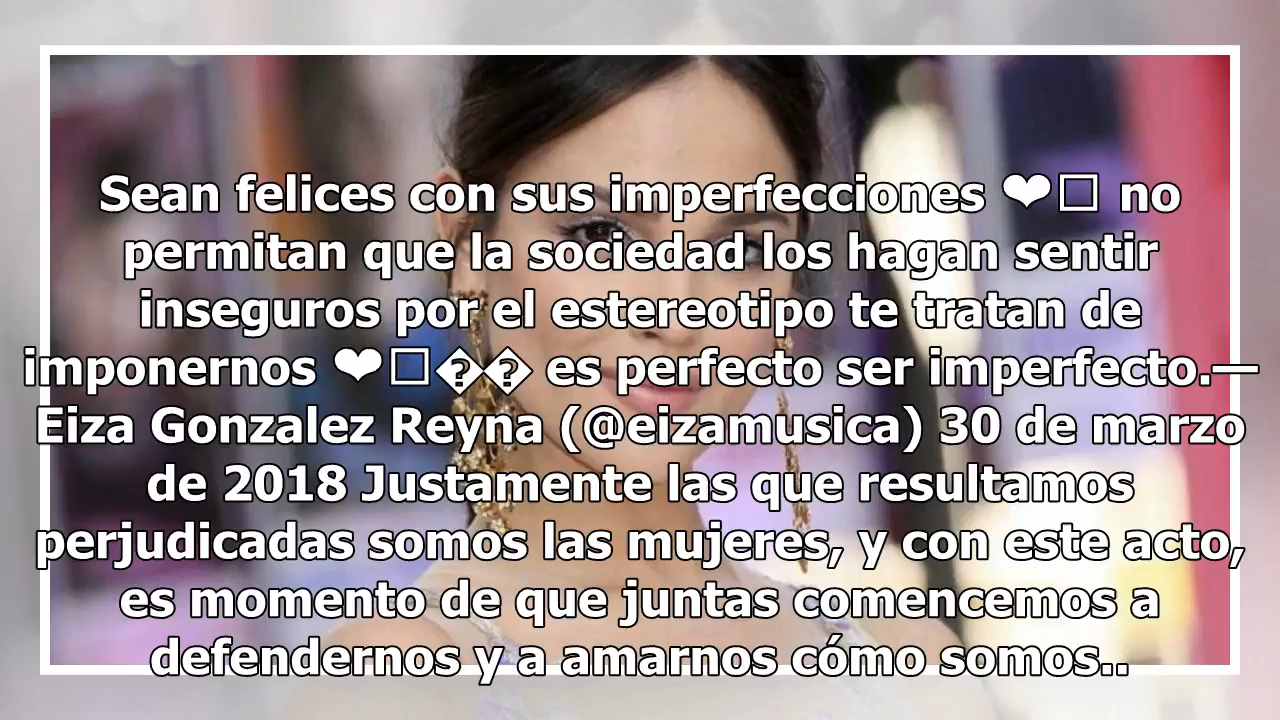 Sean felices con sus imperfecciones ❤□ no
permitan que la sociedad los hagan sentir
inseguros por el estereotipo te tratan de
imponernos ❤□�� es perfecto ser imperfecto.—
Eiza Gonzalez Reyna (@eizamusica) 30 de marzo
de 2018 Justamente las que resultamos
perjudicadas somos las mujeres, y con este acto,
es momento de que juntas comencemos a
defendernos y a amarnos cómo somos..